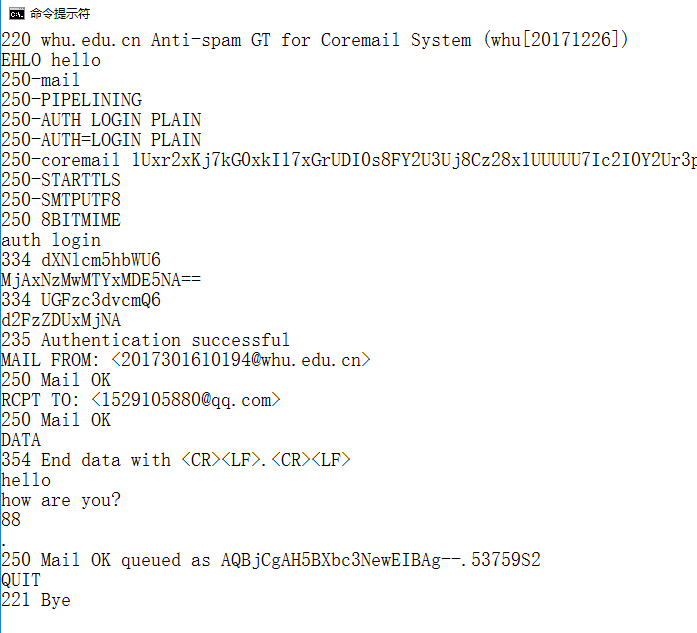 命令提示符
220 whu.edu.cn Anti-spam GT for Coremail System (whu[20171226])
EHLO hello
250-mail
250-PIPELINING
250-AUTH LOGIN PLAIN
250-AUTH=LOGIN PLAIN
250-coremail 1Uxr2xKj7kG0xkI17xGrUDI0s8FY2U3Uj8Cz28x1UUUUU7Ic2I0Y2Ur3p
250-STARTTLS
250-SMTPUTF8
250 8BITMIME
auth login
334 dXNlcm5hbWU6
MjAxNzMwMTYxMDE5NA==
334 UGFzc3dvcmQ6
d2FzZDUxMjNA
235 Authentication successful
MAIL FROM: <2017301610194@whu.edu.cn>
250 Mail OK
RCPT TO: <1529105880@qq.com>
250 Mail OK
DATA
354 End data with <CR><LF>.<CR><LF>
hello
how are you?
88
.
250 Mail OK queued as AQBjCgAH5BXbc3NewEIBAg--.53759S2
QUIT
221 Bye